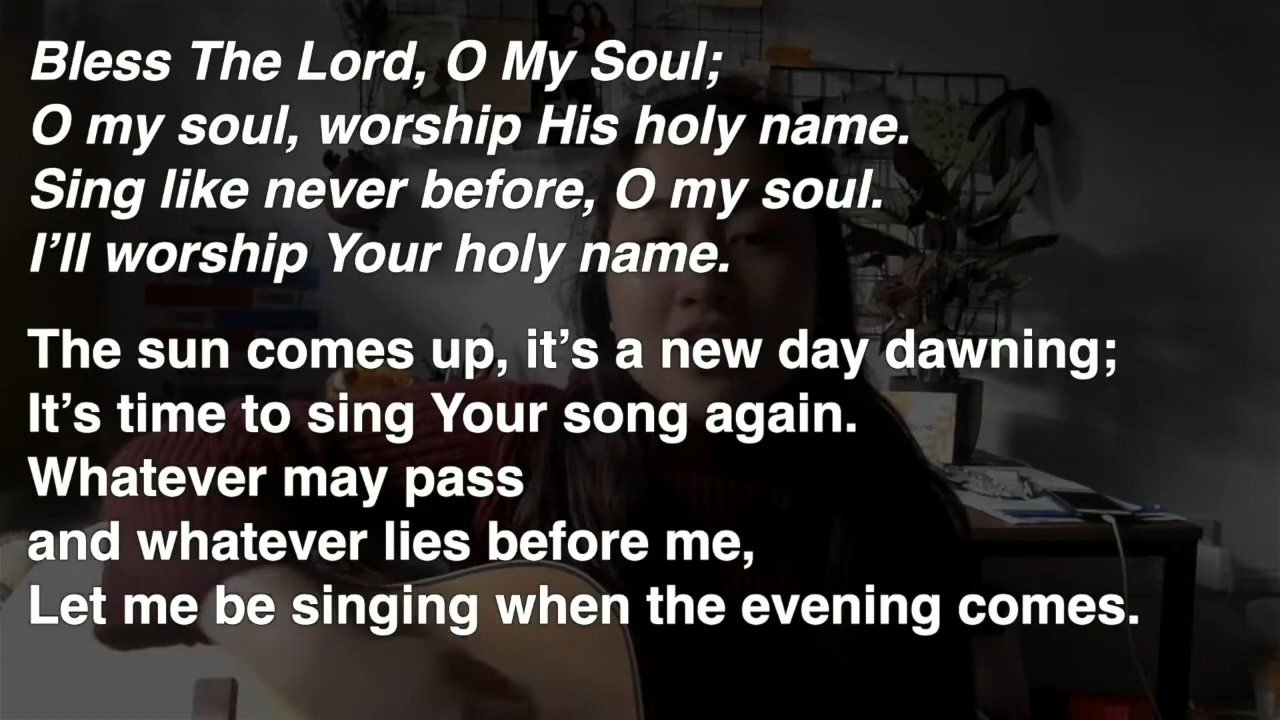 Bless The Lord, O My Soul;
O my soul, worship His holy name.
Sing like never before, O my soul.
I’ll worship Your holy name.
The sun comes up, it’s a new day dawning;
It’s time to sing Your song again.
Whatever may pass
and whatever lies before me,
Let me be singing when the evening comes.